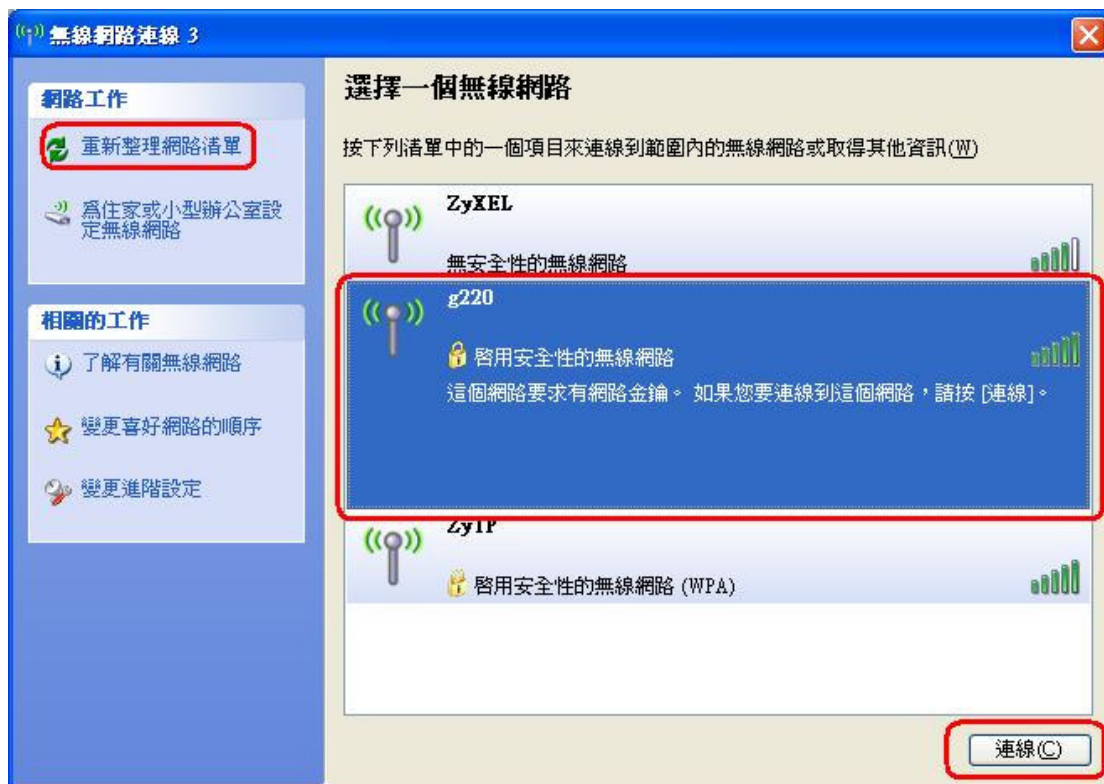 無線網路連線 3
網路工作
重新整理網路清單
為住家或小型辦公室設
定無線網路
相關的工作
了解有關無線網路
變更喜好網路的順序
變更進階設定
選擇一個無線網路
按下列清單中的一個項目來連線到範圍內的無線網路或取得其他資訊(W)
ZyXEL
無安全性的無線網路
g220
啟用安全性的無線網路
這個網路要求有網路金鑰。如果您要連線到這個網路，請按 [連線]。
ZyTP
啟用安全性的無線網路 (WPA)
連線(C)